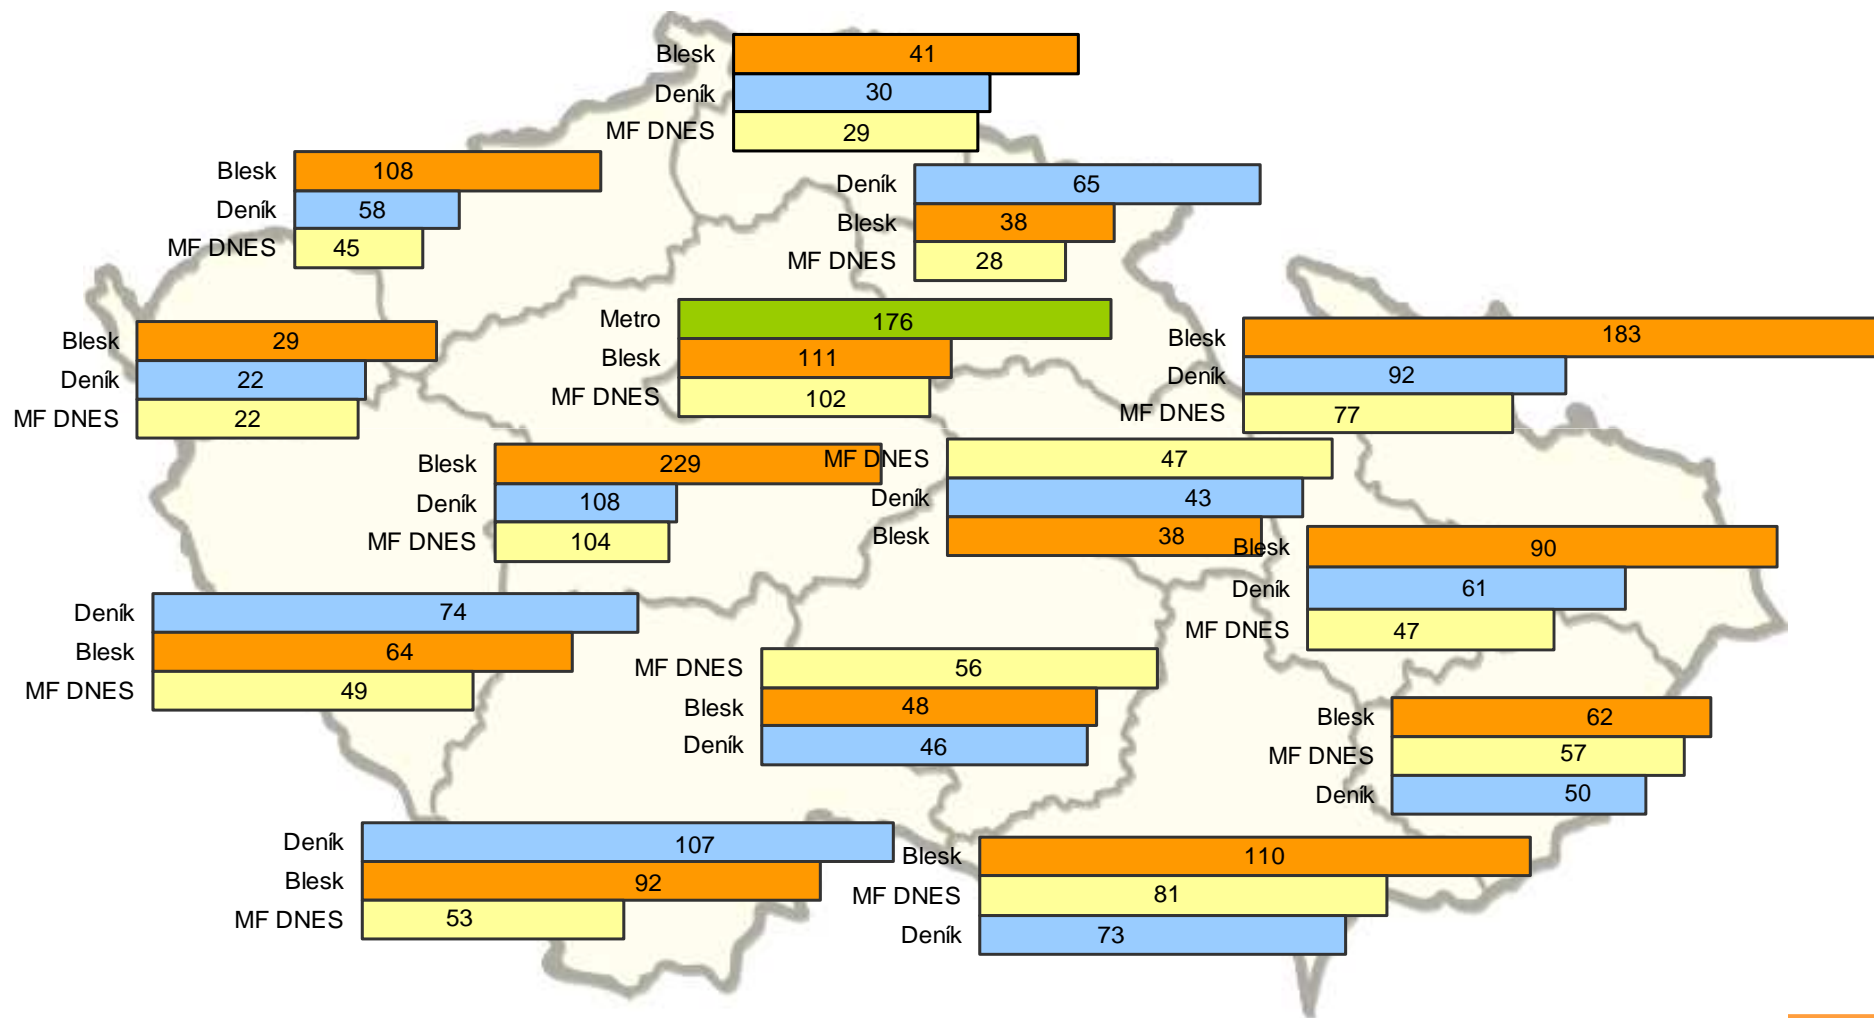 Blesk 41
Deník 30
MF DNES 29
Blesk 108
Deník 58
MF DNES 45
Deník 65
Blesk 38
MF DNES 28
Metro 176
Blesk 111
MF DNES 102
Blesk 29
Deník 22
MF DNES 22
Blesk 183
Deník 92
MF DNES 77
Blesk 229
Deník 108
MF DNES 104
MF DNES 47
Deník 43
Blesk 38
Blesk 90
Deník 61
MF DNES 47
Deník 74
Blesk 64
MF DNES 49
MF DNES 56
Blesk 48
Deník 46
Blesk 62
MF DNES 57
Deník 50
Deník 107
Blesk 92
MF DNES 53
Blesk 110
MF DNES 81
Deník 73